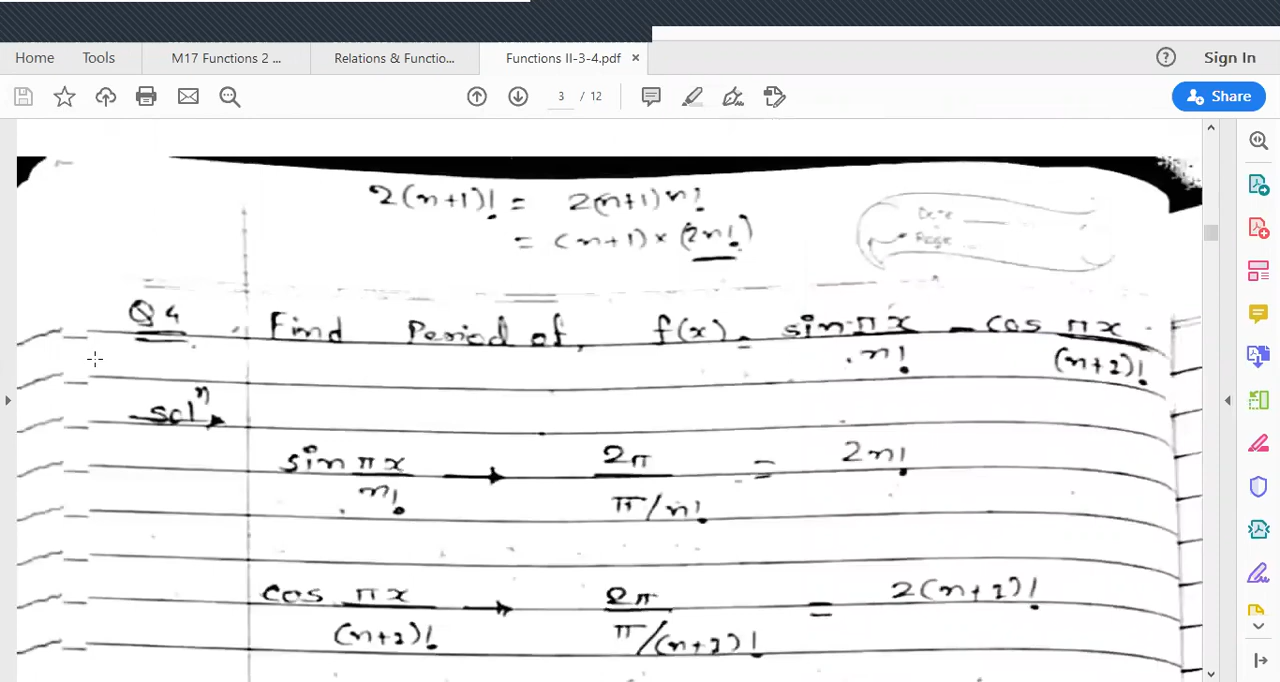 Home Tools M17 Functions 2 ... Relations & Functio... Functions II-3-4.pdf × ? Sign In
3 / 12 Share
2(n+1)! = 2(n+1)n!
= (n+1) × (2n!)
Date
Page
Q4 Find Period of, f(x) = sin πx/n! - cos πx/(n+2)!
solⁿ
sin πx/n! → 2π/π/n! = 2n!
cos πx/(n+2)! → 2π/π/(n+2)! = 2(n+2)!